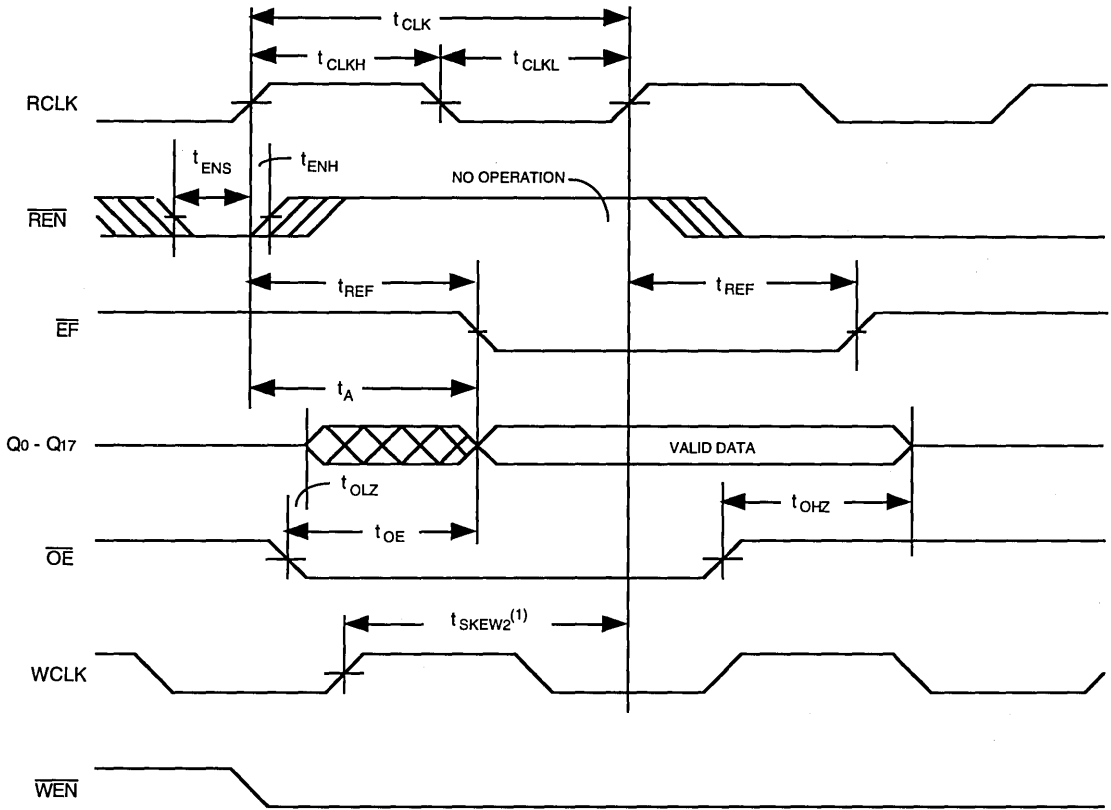 tCLK
tCLKH tCLKL
RCLK
tENS tENH
NO OPERATION
REN
tREF tREF
EF
tA
Q0 - Q17 VALID DATA
tOLZ tOHZ
tOE
OE
tSKEW2(1)
WCLK
WEN